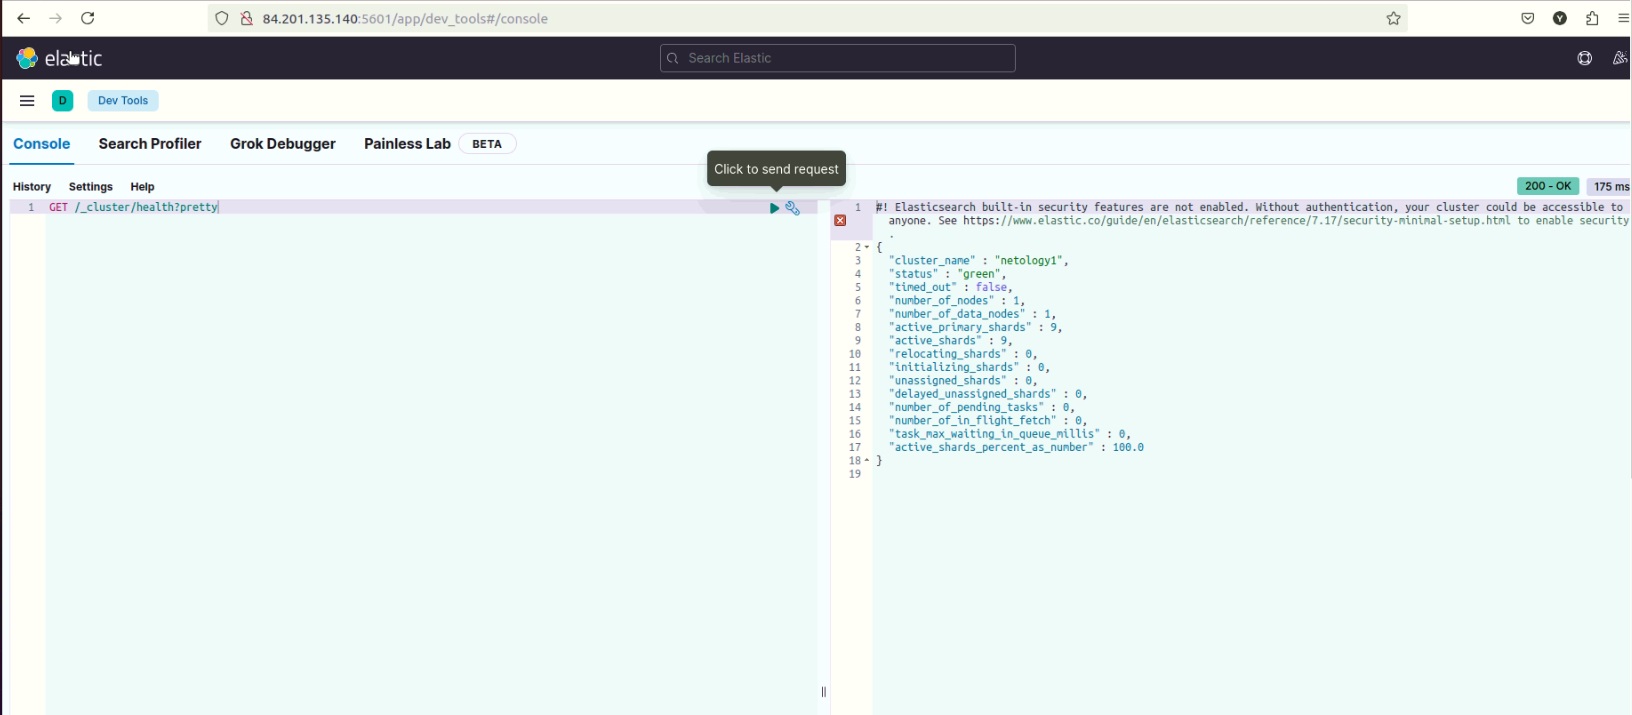 84.201.135.140:5601/app/dev_tools#/console
elastic
Search Elastic
D
Dev Tools
Console
Search Profiler
Grok Debugger
Painless Lab
BETA
Click to send request
History
Settings
Help
200 - OK
175 ms
1 GET /_cluster/health?pretty
1 #! Elasticsearch built-in security features are not enabled. Without authentication, your cluster could be accessible to
anyone. See https://www.elastic.co/guide/en/elasticsearch/reference/7.17/security-minimal-setup.html to enable security
.
2 {
3 "cluster_name" : "netology1",
4 "status" : "green",
5 "timed_out" : false,
6 "number_of_nodes" : 1,
7 "number_of_data_nodes" : 1,
8 "active_primary_shards" : 9,
9 "active_shards" : 9,
10 "relocating_shards" : 0,
11 "initializing_shards" : 0,
12 "unassigned_shards" : 0,
13 "delayed_unassigned_shards" : 0,
14 "number_of_pending_tasks" : 0,
15 "number_of_in_flight_fetch" : 0,
16 "task_max_waiting_in_queue_millis" : 0,
17 "active_shards_percent_as_number" : 100.0
18 }
19